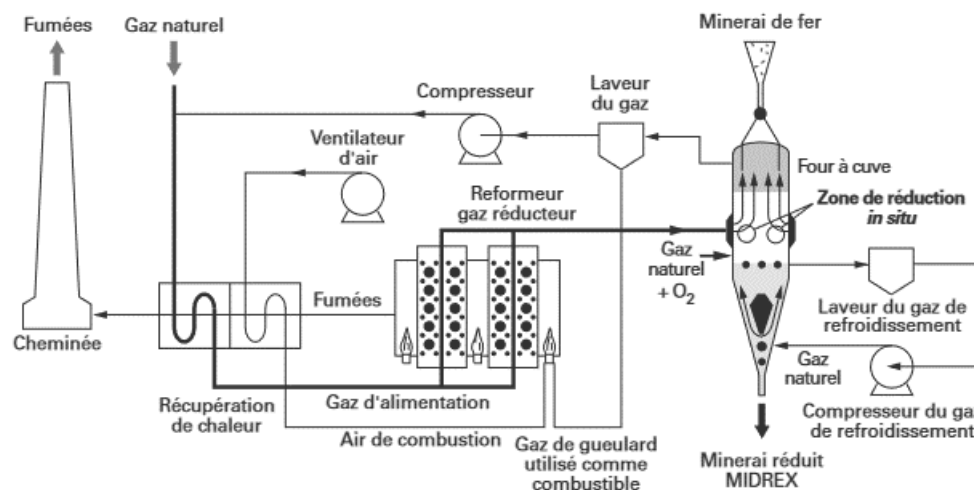 Fumées
Gaz naturel
Minerai de fer
Compresseur
Laveur
du gaz
Ventilateur
d'air
Four à cuve
Reformeur
gaz réducteur
Zone de réduction
in situ
Gaz
naturel
+ O2
Fumées
Cheminée
Laveur du gaz de
refroidissement
Gaz
naturel
Récupération
de chaleur
Gaz d'alimentation
Compresseur du gaz
de refroidissement
Air de combustion
Gaz de gueulard
utilisé comme
combustible
Minerai réduit
MIDREX